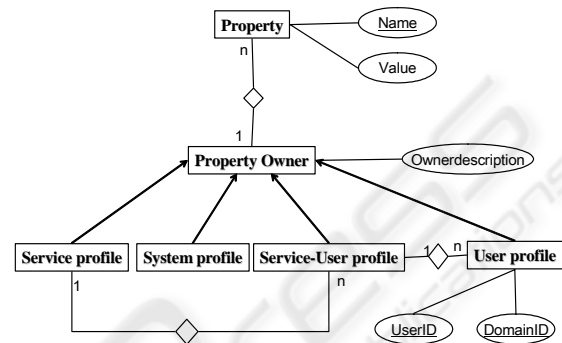 Property
Name
Value
n
1
Property Owner
Ownerdescription
Service profile
System profile
Service-User profile
1
n
User profile
1
n
UserID
DomainID